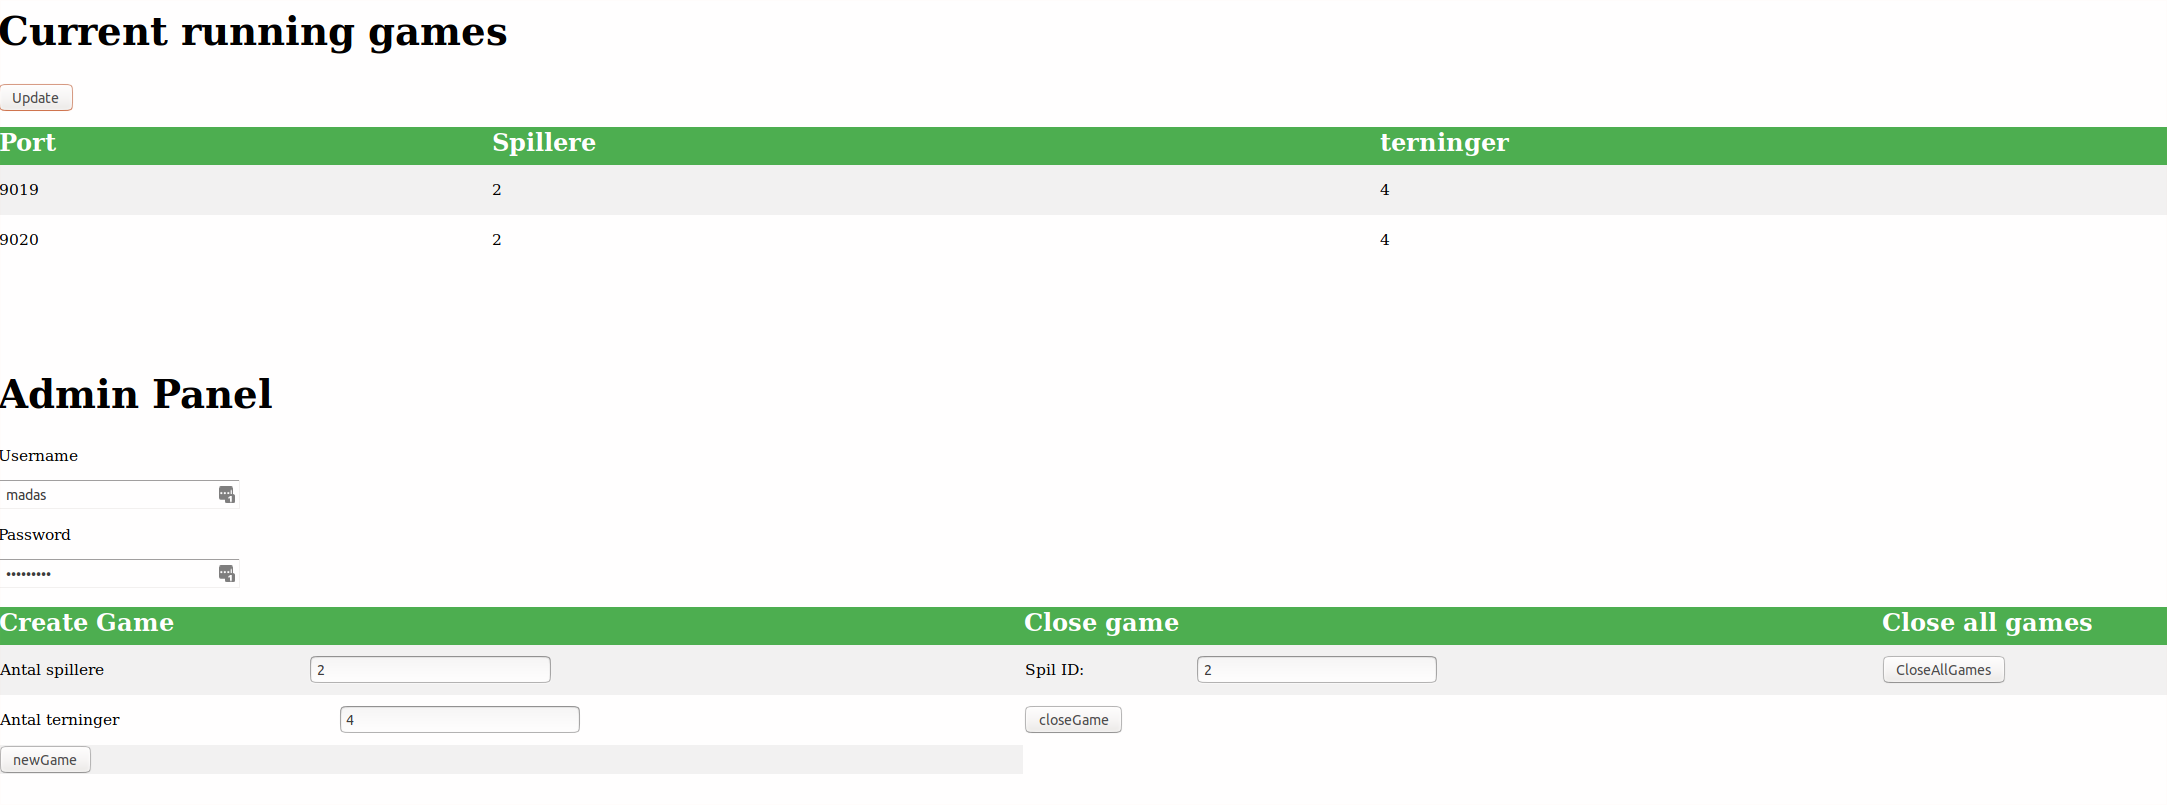 Current running games
Update
Port Spillere terninger
9019 2 4
9020 2 4
Admin Panel
Username
madas
Password
•••••••••
Create Game Close game Close all games
Antal spillere 2 Spil ID: 2 CloseAllGames
Antal terninger 4 closeGame
newGame